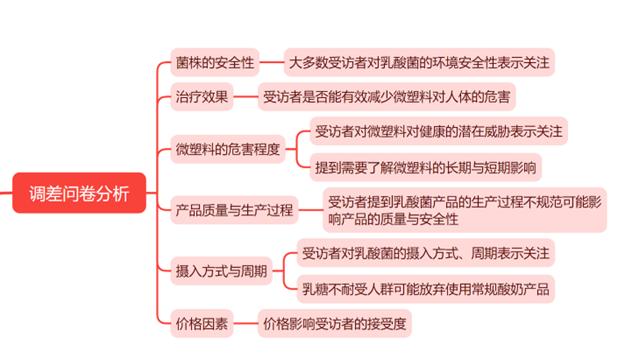 菌株的安全性
大多数受访者对乳酸菌的环境安全性表示关注
治疗效果
受访者是否能有效减少微塑料对人体的危害
微塑料的危害程度
受访者对微塑料对健康的潜在威胁表示关注
提到需要了解微塑料的长期与短期影响
调差问卷分析
产品质量与生产过程
受访者提到乳酸菌产品的生产过程不规范可能影
响产品的质量与安全性
摄入方式与周期
受访者对乳酸菌的摄入方式、周期表示关注
乳糖不耐受人群可能放弃使用常规酸奶产品
价格因素
价格影响受访者的接受度